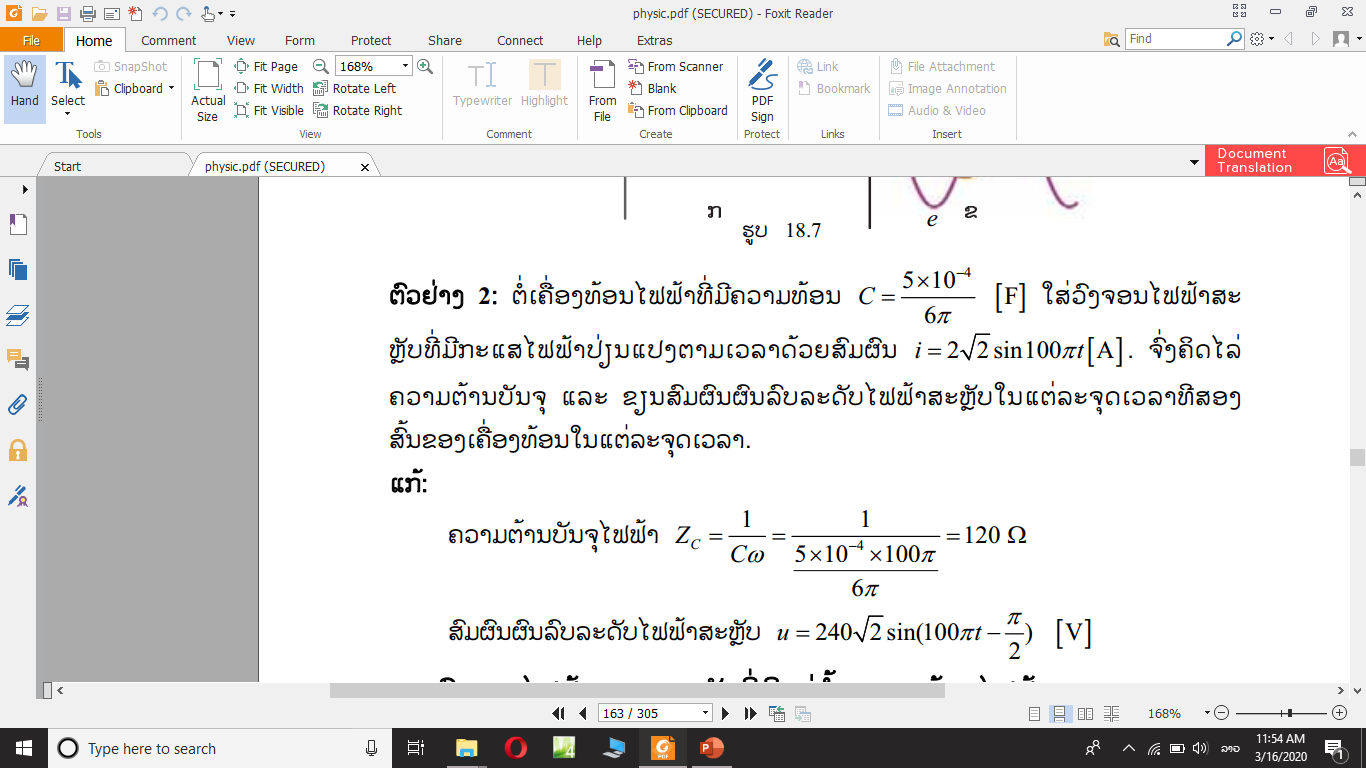 physic.pdf (SECURED) - Foxit Reader
File Home Comment View Form Protect Share Connect Help Extras Find
Hand Select SnapShot Clipboard Actual Size Fit Page Fit Width Fit Visible 168% Rotate Left Rotate Right Typewriter Highlight From File From Scanner Blank From Clipboard PDF Sign Link Bookmark File Attachment Image Annotation Audio & Video
Tools View Comment Create Protect Links Insert
Start physic.pdf (SECURED) Document Translation
ກ e ຂ
ຮູບ 18.7
ຕົວຢ່າງ 2: ຕໍ່ເຄື່ອງທ້ອນໄຟຟ້າທີ່ມີຄວາມທ້ອນ C = 5×10⁻⁴ / 6π [F] ໃສ່ວົງຈອນໄຟຟ້າສະ
ຫຼັບທີ່ມີກະແສໄຟຟ້າປ່ຽນແປງຕາມເວລາດ້ວຍສົມຜົນ i = 2√2 sin100πt[A]. ຈົ່ງຄິດໄລ່
ຄວາມຕ້ານບັນຈຸ ແລະ ຂຽນສົມຜົນຜົນລົບລະດັບໄຟຟ້າສະຫຼັບໃນແຕ່ລະຈຸດເວລາທີສອງ
ສົ້ນຂອງເຄື່ອງທ້ອນໃນແຕ່ລະຈຸດເວລາ.
ແກ້:
ຄວາມຕ້ານບັນຈຸໄຟຟ້າ Z_C = 1 / Cω = 1 / (5×10⁻⁴×100π / 6π) = 120 Ω
ສົມຜົນຜົນລົບລະດັບໄຟຟ້າສະຫຼັບ u = 240√2 sin(100πt − π/2) [V]
163 / 305 168%
Type here to search ລາວ 11:54 AM
3/16/2020 1